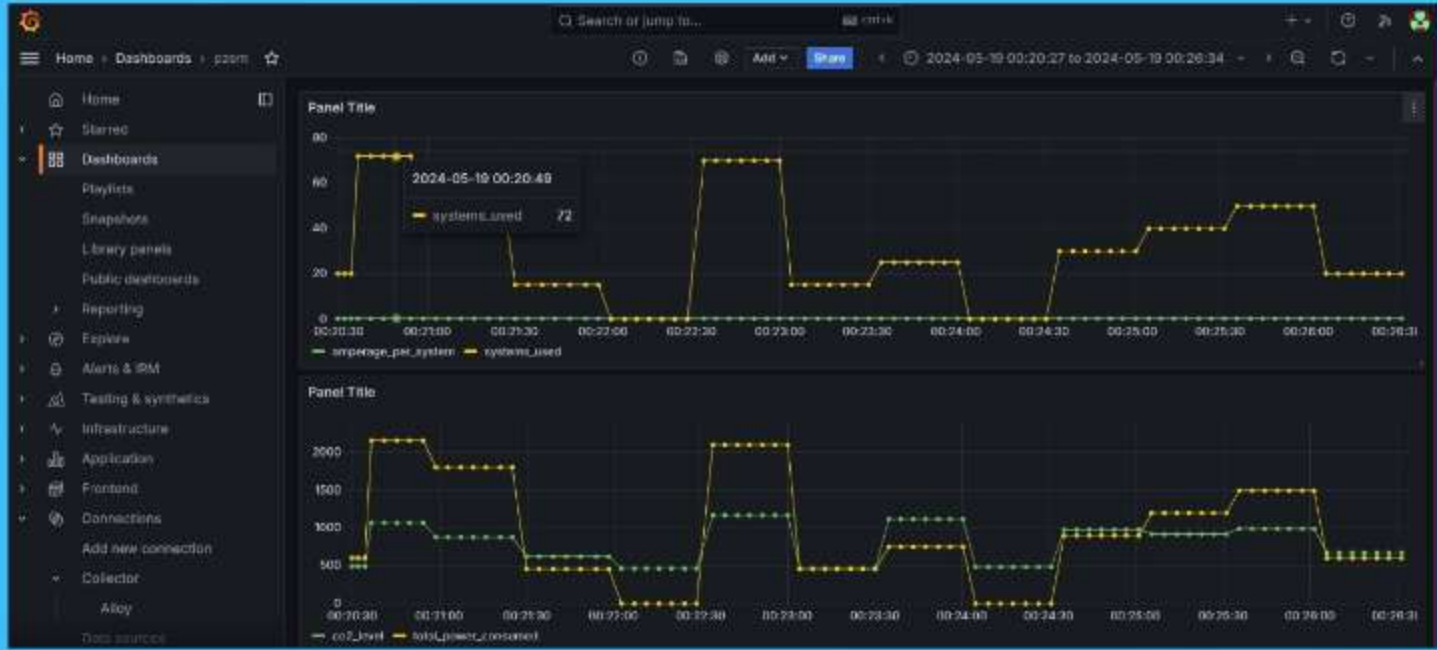 Search or jump to...
ctrl+k
Home › Dashboards › pzem
Add
Share
2024-05-19 00:20:27 to 2024-05-19 00:26:34
Home
Starred
Dashboards
Playlists
Snapshots
Library panels
Public dashboards
Reporting
Explore
Alerts & IRM
Testing & synthetics
Infrastructure
Application
Frontend
Connections
Add new connection
Collector
Alloy
Data sources
Panel Title
80
60
40
20
0
2024-05-19 00:20:49
systems_used 72
00:20:30 00:21:00 00:21:30 00:22:00 00:22:30 00:23:00 00:23:30 00:24:00 00:24:30 00:25:00 00:25:30 00:26:00
amperage_per_system systems_used
Panel Title
2000
1500
1000
500
0
00:20:30 00:21:00 00:21:30 00:22:00 00:22:30 00:23:00 00:23:30 00:24:00 00:24:30 00:25:00 00:25:30 00:26:00
co2_level total_power_consumed